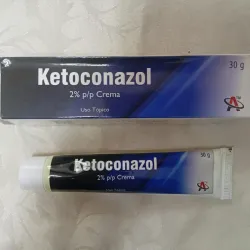 Ketoconazol
30 g
2% p/p Crema
Uso Tópico
Ketoconazol
30 g
2% p/p Crema